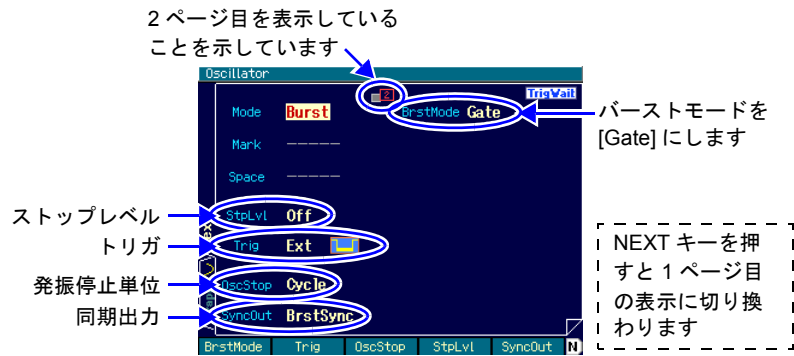 2 ページ目を表示している
ことを示しています
Oscillator
2
TrigWait
Mode Burst
BrstMode Gate
バーストモードを
[Gate] にします
Mark -----
Space -----
ストップレベル
StpLvl Off
トリガ
Trig Ext
発振停止単位
OscStop Cycle
同期出力
SyncOut BrstSync
NEXT キーを押
すと 1 ページ目
の表示に切り換
わります
BrstMode Trig OscStop StpLvl SyncOut N